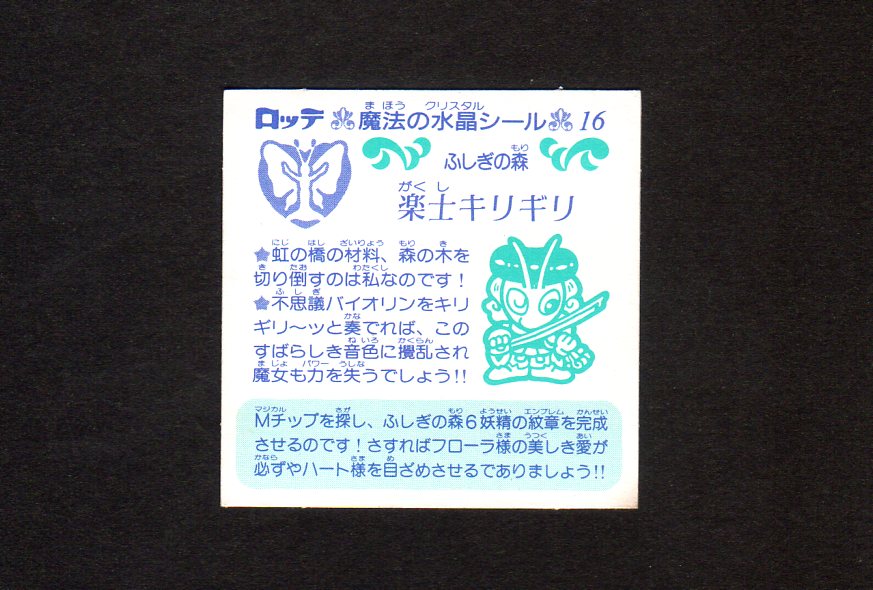 ロッテ 魔法の水晶シール 16
ふしぎの森
楽士キリギリ
★虹の橋の材料、森の木を
切り倒すのは私なのです!
★不思議バイオリンをキリ
ギリ〜ッと奏でれば、この
すばらしき音色に攪乱され
魔女も力を失うでしょう!!
Mチップを探し、ふしぎの森6妖精の紋章を完成
させるのです!さすればフローラ様の美しき愛が
必ずやハート様を目ざめさせるでありましょう!!